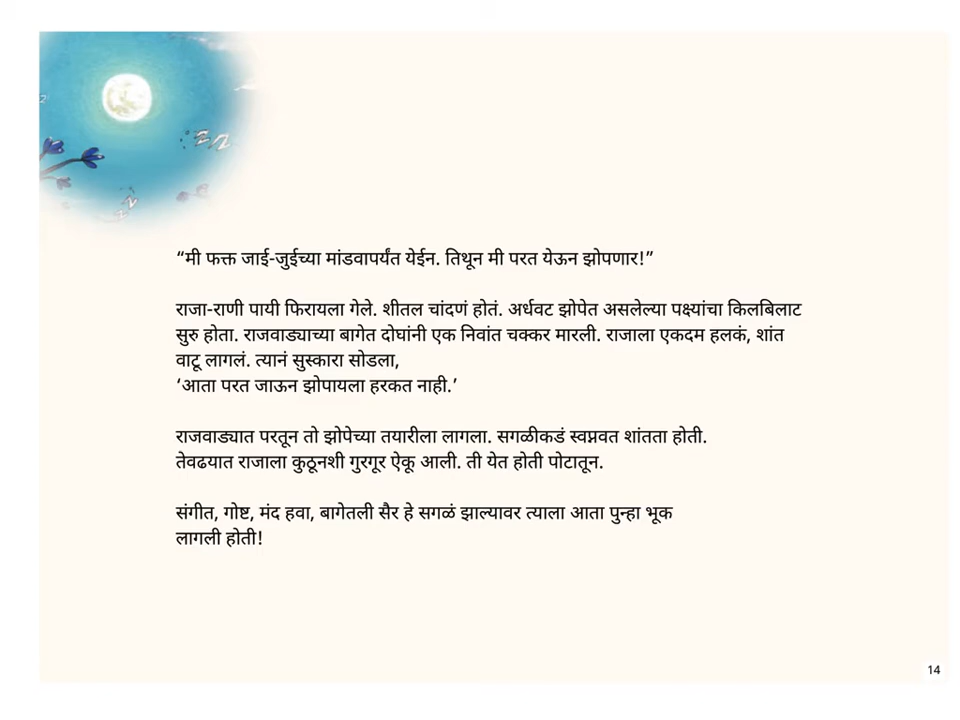 “मी फक्त जाई-जुईच्या मांडवापर्यंत येईन. तिथून मी परत येऊन झोपणार!”
राजा-राणी पायी फिरायला गेले. शीतल चांदणं होतं. अर्धवट झोपेत असलेल्या पक्ष्यांचा किलबिलाट
सुरु होता. राजवाड्याच्या बागेत दोघांनी एक निवांत चक्कर मारली. राजाला एकदम हलकं, शांत
वाटू लागलं. त्यानं सुस्कारा सोडला,
‘आता परत जाऊन झोपायला हरकत नाही.’
राजवाड्यात परतून तो झोपेच्या तयारीला लागला. सगळीकडं स्वप्नवत शांतता होती.
तेवढयात राजाला कुठूनशी गुरगूर ऐकू आली. ती येत होती पोटातून.
संगीत, गोष्ट, मंद हवा, बागेतली सैर हे सगळं झाल्यावर त्याला आता पुन्हा भूक
लागली होती!
14